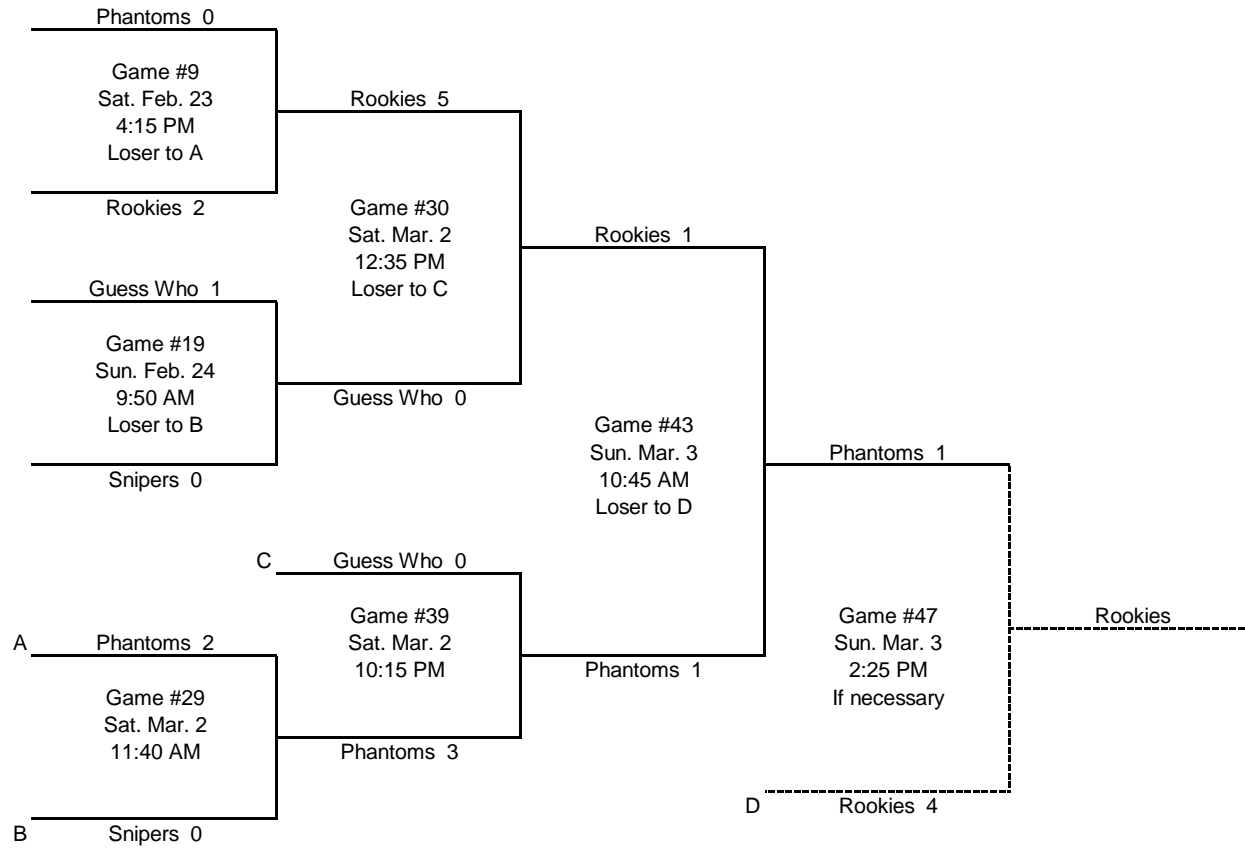 Phantoms 0
Game #9
Sat. Feb. 23
4:15 PM
Loser to A
Rookies 2
Rookies 5
Game #30
Sat. Mar. 2
12:35 PM
Loser to C
Guess Who 1
Game #19
Sun. Feb. 24
9:50 AM
Loser to B
Snipers 0
Guess Who 0
Rookies 1
Game #43
Sun. Mar. 3
10:45 AM
Loser to D
Phantoms 1
C
Guess Who 0
Game #39
Sat. Mar. 2
10:15 PM
A
Phantoms 2
Game #29
Sat. Mar. 2
11:40 AM
B
Snipers 0
Phantoms 3
Phantoms 1
Game #47
Sun. Mar. 3
2:25 PM
If necessary
D
Rookies 4
Rookies